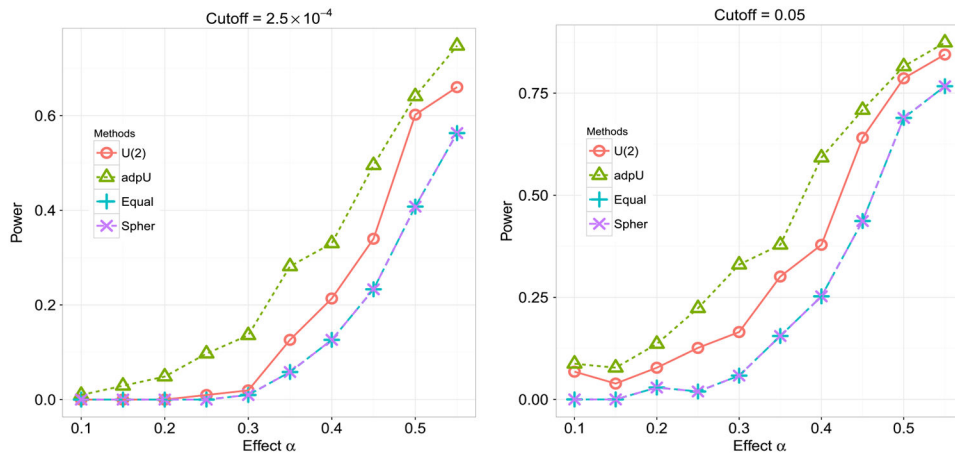 Cutoff = 2.5×10⁻⁴
Power
0.6
0.4
0.2
0.0
Methods
U(2)
adpU
Equal
Spher
0.1
0.2
0.3
0.4
0.5
Effect α
Cutoff = 0.05
Power
0.75
0.50
0.25
0.00
Methods
U(2)
adpU
Equal
Spher
0.1
0.2
0.3
0.4
0.5
Effect α